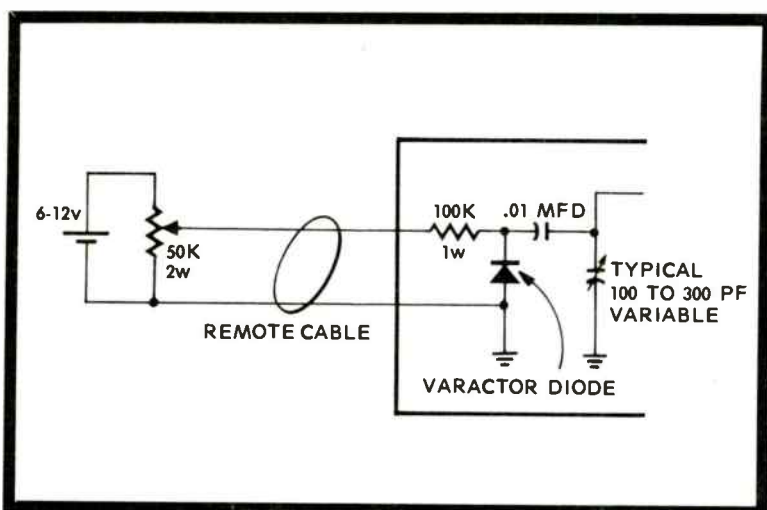 6-12v
50K
2w
REMOTE CABLE
100K
1w
.01 MFD
TYPICAL
100 TO 300 PF
VARIABLE
VARACTOR DIODE